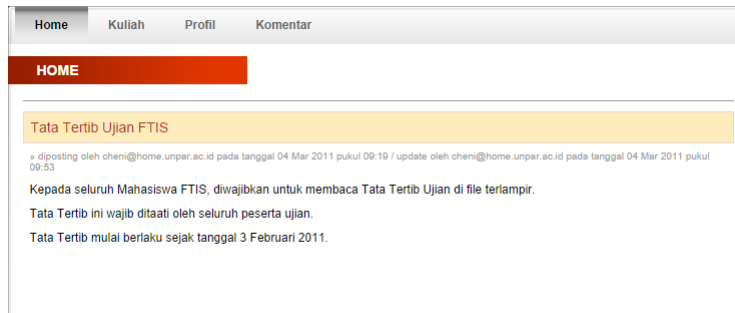 Home Kuliah Profil Komentar
HOME
Tata Tertib Ujian FTIS
» diposting oleh cheni@home.unpar.ac.id pada tanggal 04 Mar 2011 pukul 09:19 / update oleh cheni@home.unpar.ac.id pada tanggal 04 Mar 2011 pukul
09:53
Kepada seluruh Mahasiswa FTIS, diwajibkan untuk membaca Tata Tertib Ujian di file terlampir.
Tata Tertib ini wajib ditaati oleh seluruh peserta ujian.
Tata Tertib mulai berlaku sejak tanggal 3 Februari 2011.